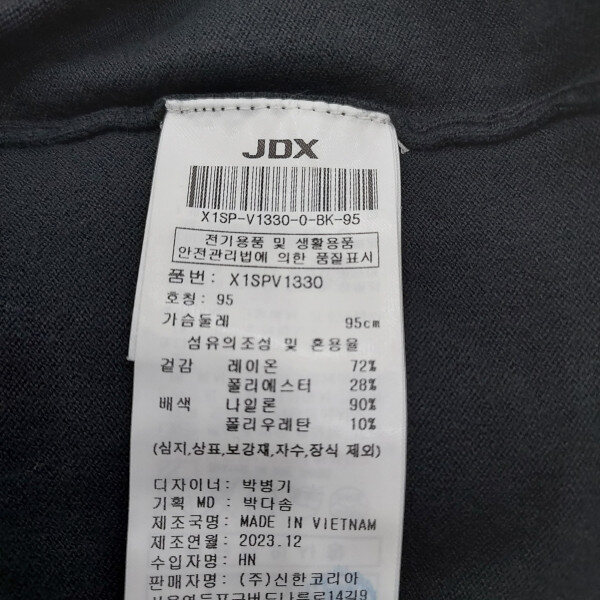 JDX
X1SP-V1330-0-BK-95
전기용품 및 생활용품
안전관리법에 의한 품질표시
품번: X1SPV1330
호칭: 95
가슴둘레 95cm
섬유의조성 및 혼용율
겉감 레이온 72%
폴리에스터 28%
배색 나일론 90%
폴리우레탄 10%
(심지,상표,보강재,자수,장식 제외)
디자이너: 박병기
기획 MD : 박다솜
제조국명: MADE IN VIETNAM
제조연월: 2023.12
수입자명: HN
판매자명: (주)신한코리아